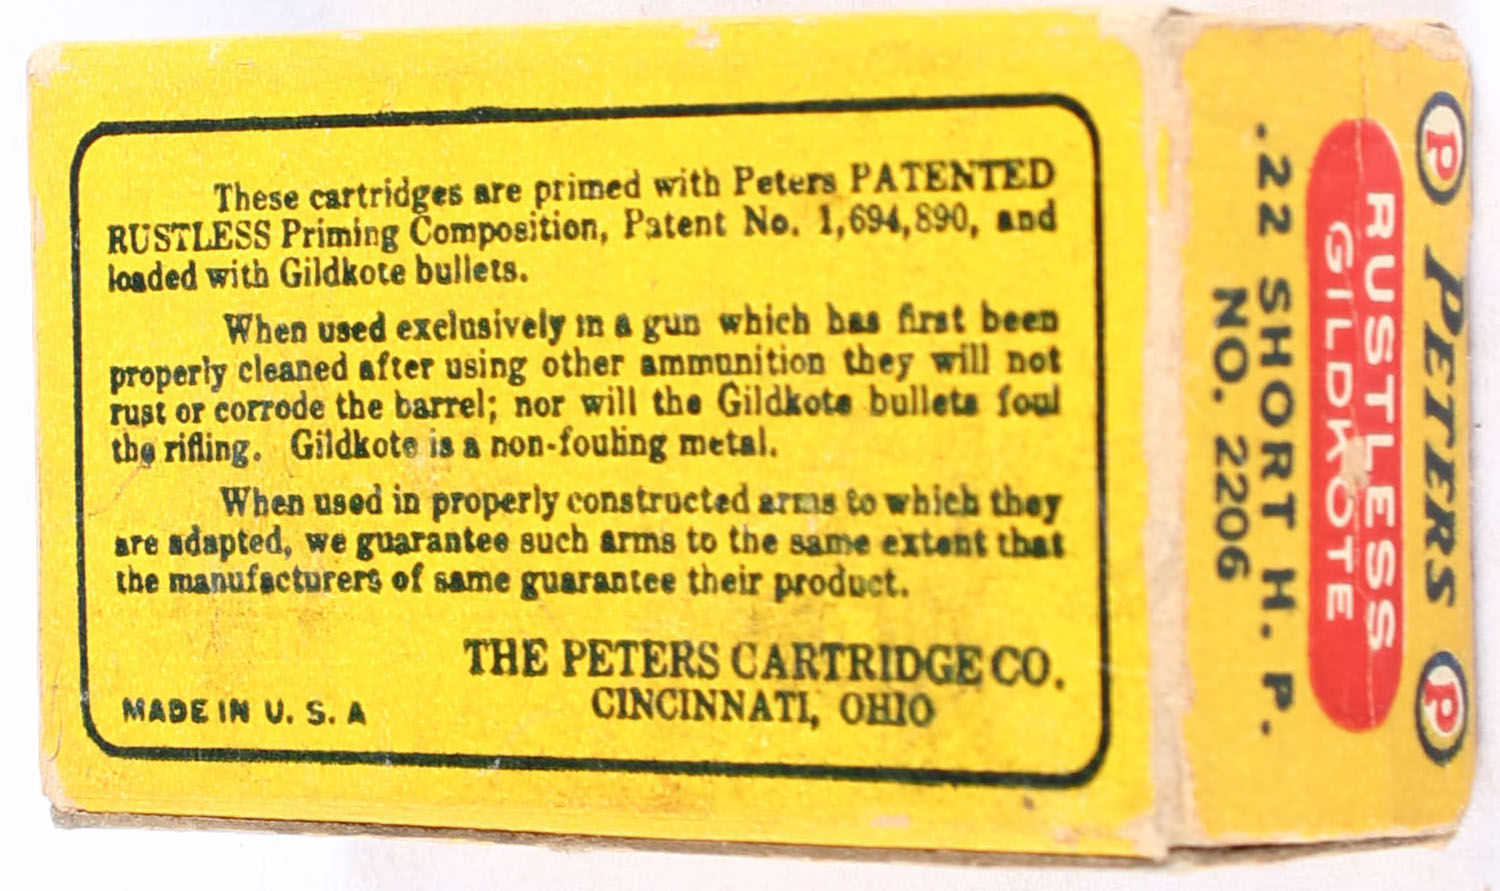 These cartridges are primed with Peters PATENTED
RUSTLESS Priming Composition, Patent No. 1,694,890, and
loaded with Gildkote bullets.
When used exclusively in a gun which has first been
properly cleaned after using other ammunition they will not
rust or corrode the barrel; nor will the Gildkote bullets foul
the rifling. Gildkote is a non-fouling metal.
When used in properly constructed arms to which they
are adapted, we guarantee such arms to the same extent that
the manufacturers of same guarantee their product.
THE PETERS CARTRIDGE CO.
CINCINNATI, OHIO
MADE IN U. S. A
P PETERS P
RUSTLESS
GILDKOTE
.22 SHORT H. P.
NO. 2206